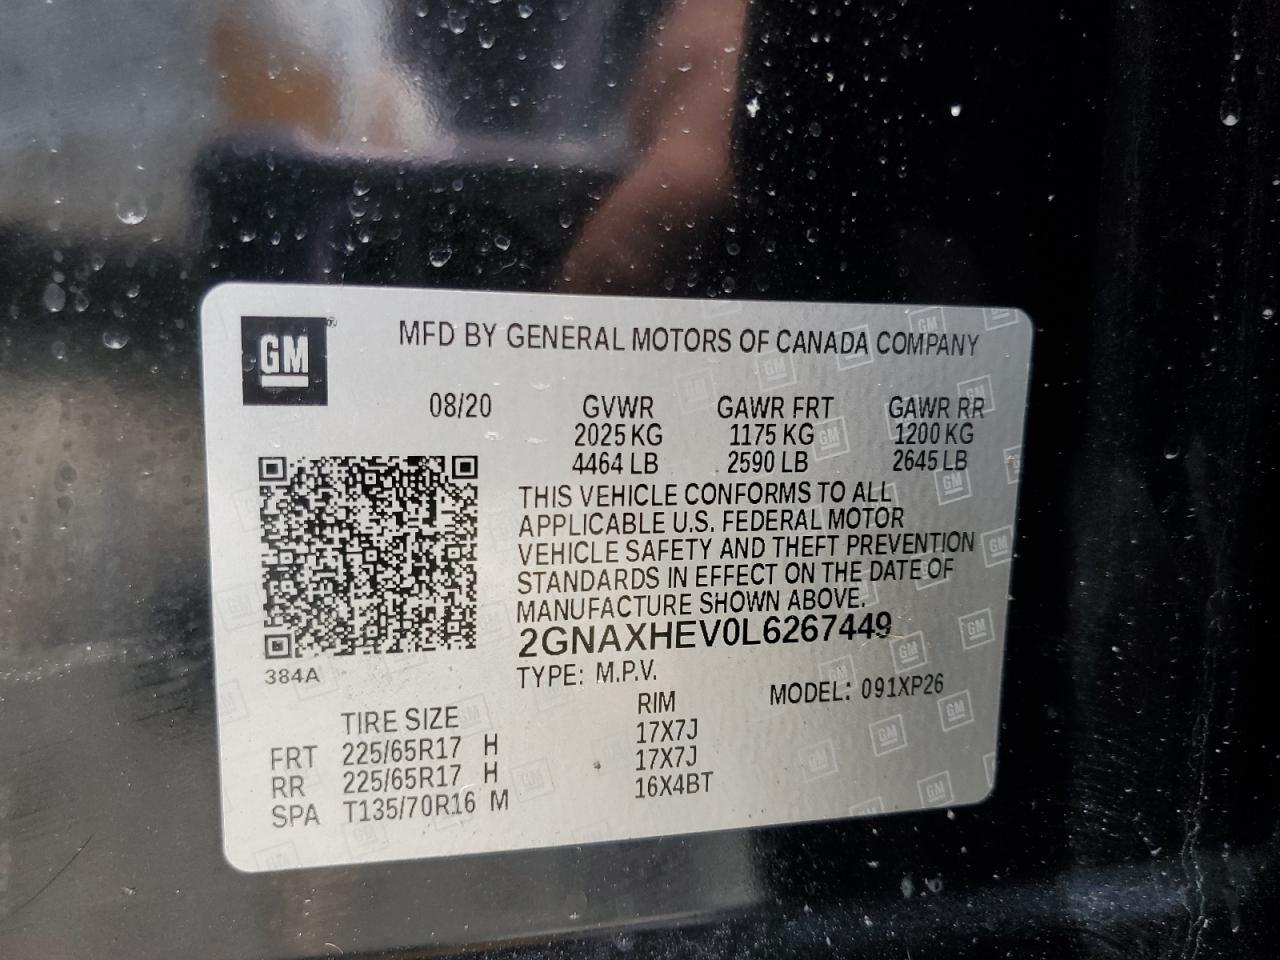 GM
MFD BY GENERAL MOTORS OF CANADA COMPANY
08/20 GVWR GAWR FRT GAWR RR
2025 KG 1175 KG 1200 KG
4464 LB 2590 LB 2645 LB
THIS VEHICLE CONFORMS TO ALL
APPLICABLE U.S. FEDERAL MOTOR
VEHICLE SAFETY AND THEFT PREVENTION
STANDARDS IN EFFECT ON THE DATE OF
MANUFACTURE SHOWN ABOVE.
2GNAXHEV0L6267449
384A
TYPE: M.P.V.
MODEL: 091XP26
TIRE SIZE RIM
FRT 225/65R17 H 17X7J
RR 225/65R17 H 17X7J
SPA T135/70R16 M 16X4BT